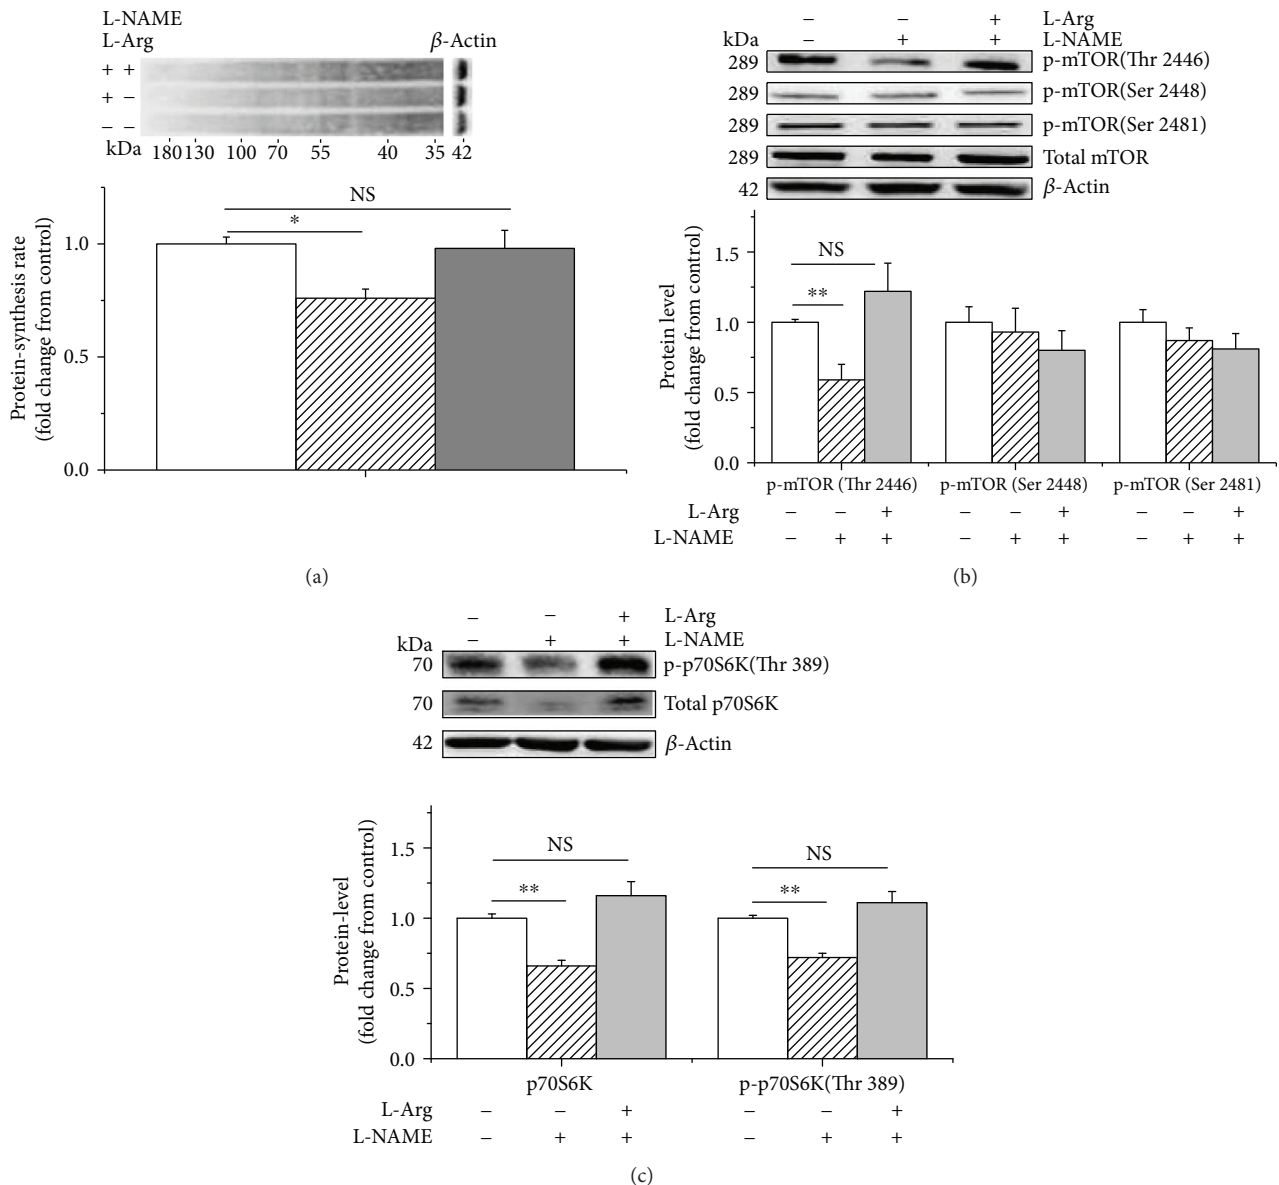 L-NAME
L-Arg β-Actin
+ +
+ −
− −
kDa 180 130 100 70 55 40 35 42
NS
*
1.0
0.5
0.0
Protein-synthesis rate
(fold change from control)
(a)
− − + L-Arg
kDa − + + L-NAME
289 p-mTOR(Thr 2446)
289 p-mTOR(Ser 2448)
289 p-mTOR(Ser 2481)
289 Total mTOR
42 β-Actin
NS
**
1.5
1.0
0.5
0.0
Protein level
(fold change from control)
p-mTOR (Thr 2446) p-mTOR (Ser 2448) p-mTOR (Ser 2481)
L-Arg − − + − − + − − +
L-NAME − + + − + + − + +
(b)
− − + L-Arg
kDa − + + L-NAME
70 p-p70S6K(Thr 389)
70 Total p70S6K
42 β-Actin
NS NS
** **
1.5
1.0
0.5
0.0
Protein-level
(fold change from control)
p70S6K p-p70S6K(Thr 389)
L-Arg − − + − − +
L-NAME − + + − + +
(c)